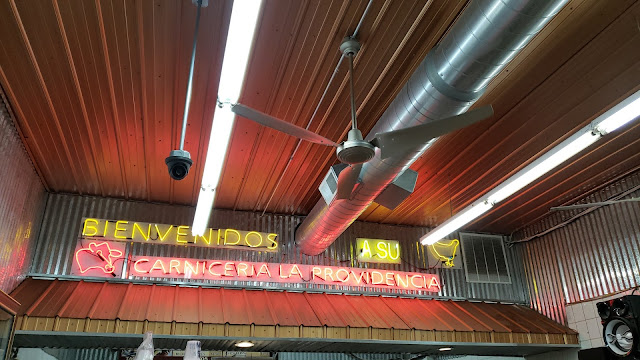 BIENVENIDOS A SU
CARNICERIA LA PROVIDENCIA